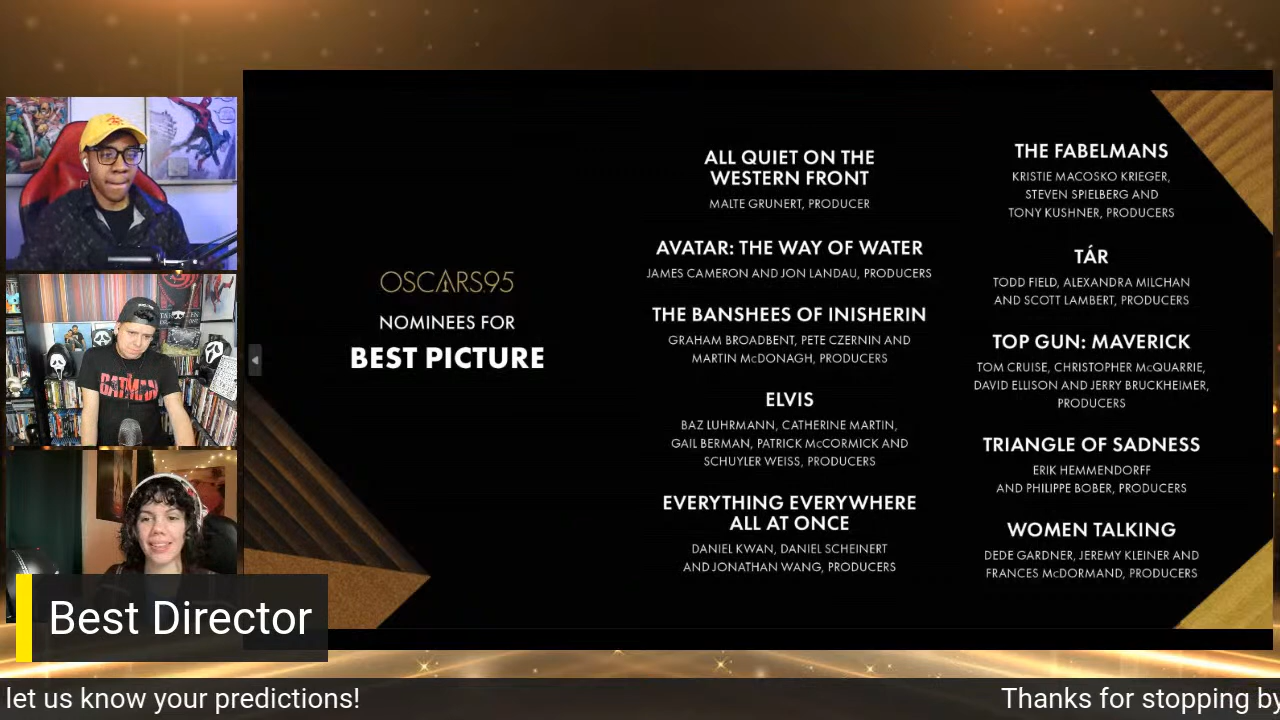 OSCARS95
NOMINEES FOR
BEST PICTURE
ALL QUIET ON THE
WESTERN FRONT
MALTE GRUNERT, PRODUCER
AVATAR: THE WAY OF WATER
JAMES CAMERON AND JON LANDAU, PRODUCERS
THE BANSHEES OF INISHERIN
GRAHAM BROADBENT, PETE CZERNIN AND
MARTIN McDONAGH, PRODUCERS
ELVIS
BAZ LUHRMANN, CATHERINE MARTIN,
GAIL BERMAN, PATRICK McCORMICK AND
SCHUYLER WEISS, PRODUCERS
EVERYTHING EVERYWHERE
ALL AT ONCE
DANIEL KWAN, DANIEL SCHEINERT
AND JONATHAN WANG, PRODUCERS
THE FABELMANS
KRISTIE MACOSKO KRIEGER,
STEVEN SPIELBERG AND
TONY KUSHNER, PRODUCERS
TÁR
TODD FIELD, ALEXANDRA MILCHAN
AND SCOTT LAMBERT, PRODUCERS
TOP GUN: MAVERICK
TOM CRUISE, CHRISTOPHER McQUARRIE,
DAVID ELLISON AND JERRY BRUCKHEIMER,
PRODUCERS
TRIANGLE OF SADNESS
ERIK HEMMENDORFF
AND PHILIPPE BOBER, PRODUCERS
WOMEN TALKING
DEDE GARDNER, JEREMY KLEINER AND
FRANCES McDORMAND, PRODUCERS
BATMAN
Best Director
let us know your predictions!
Thanks for stopping by